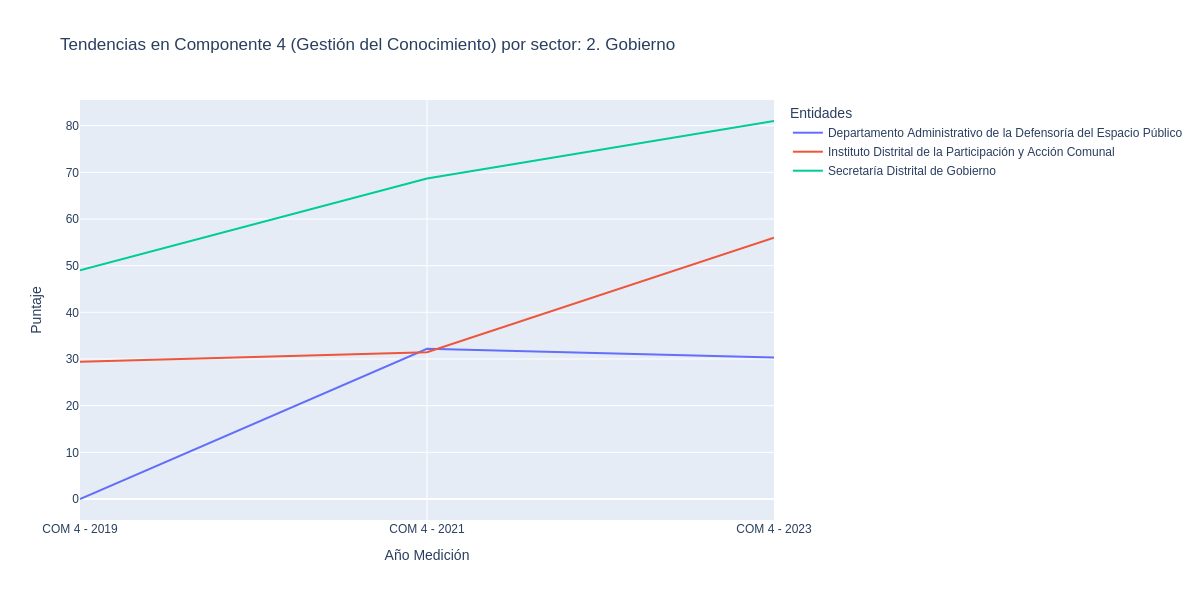 Tendencias en Componente 4 (Gestión del Conocimiento) por sector: 2. Gobierno
Entidades
Departamento Administrativo de la Defensoría del Espacio Público
Instituto Distrital de la Participación y Acción Comunal
Secretaría Distrital de Gobierno
Puntaje
80
70
60
50
40
30
20
10
0
COM 4 - 2019
COM 4 - 2021
COM 4 - 2023
Año Medición